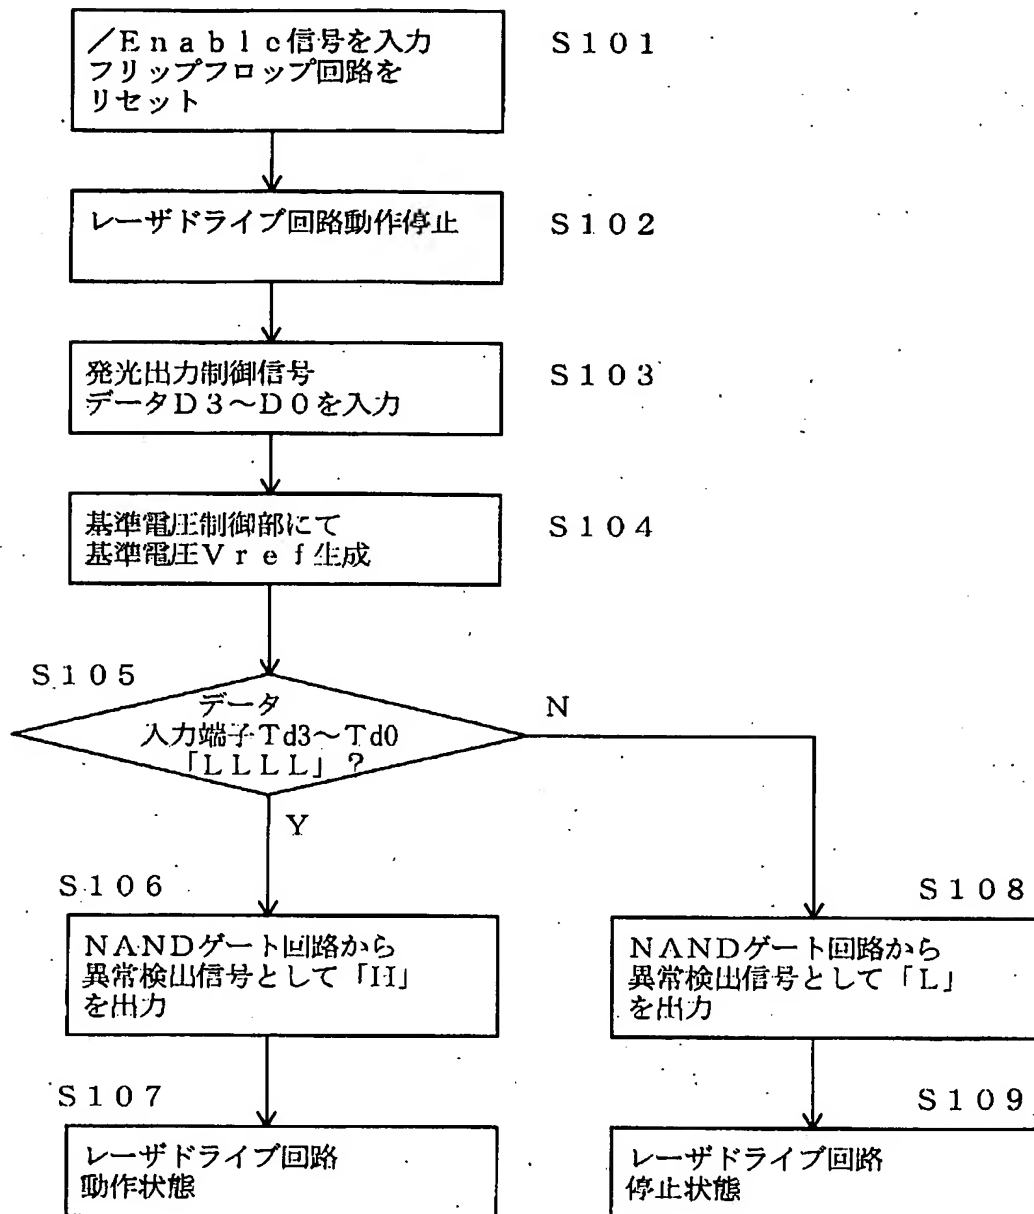 ／Enable信号を入力
フリップフロップ回路を
リセット
S101
レーザドライブ回路動作停止
S102
発光出力制御信号
データD3～D0を入力
S103
基準電圧制御部にて
基準電圧Vref生成
S104
S105
データ
入力端子Td3～Td0
「LLLL」？
N
Y
S106
NANDゲート回路から
異常検出信号として「H」
を出力
S108
NANDゲート回路から
異常検出信号として「L」
を出力
S107
レーザドライブ回路
動作状態
S109
レーザドライブ回路
停止状態